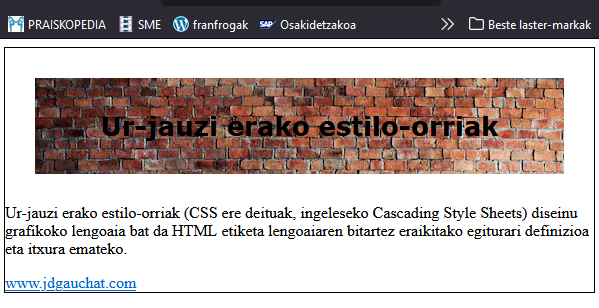 PRAISKOPEDIA SME franfrogak SAP Osakidetzakoa Beste laster-markak
Ur-jauzi erako estilo-orriak
Ur-jauzi erako estilo-orriak (CSS ere deituak, ingeleseko Cascading Style Sheets) diseinu
grafikoko lengoaia bat da HTML etiketa lengoaiaren bitartez eraikitako egiturari definizioa
eta itxura emateko.
www.jdgauchat.com